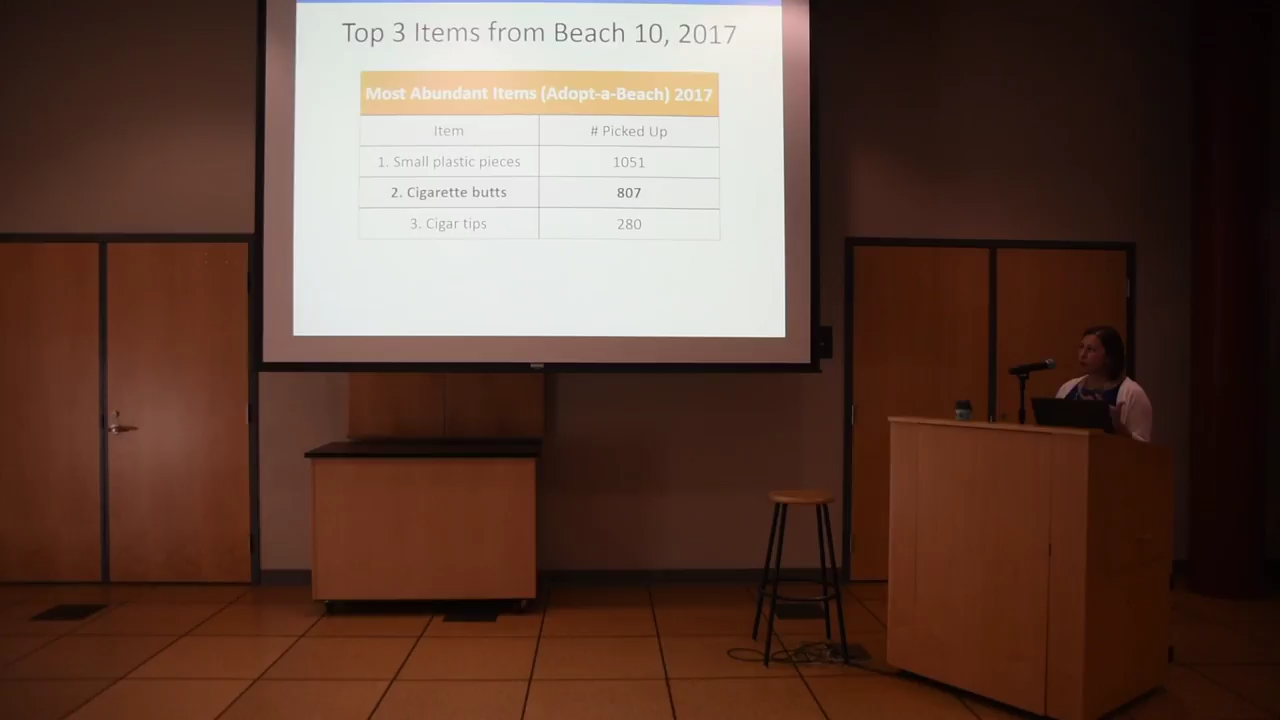 Top 3 Items from Beach 10, 2017
Most Abundant Items (Adopt-a-Beach) 2017
Item # Picked Up
1. Small plastic pieces 1051
2. Cigarette butts 807
3. Cigar tips 280